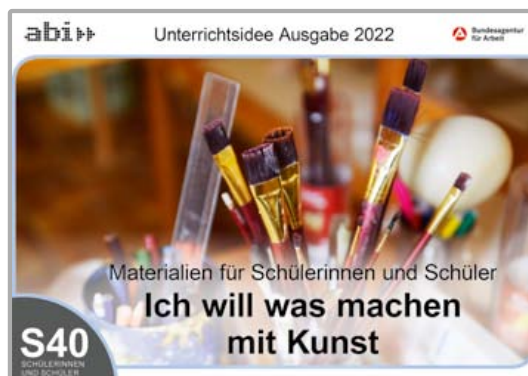 abi»
Unterrichtsidee Ausgabe 2022
Bundesagentur
für Arbeit
Materialien für Schülerinnen und Schüler
Ich will was machen
mit Kunst
S40
SCHÜLERINNEN
UND SCHÜLER